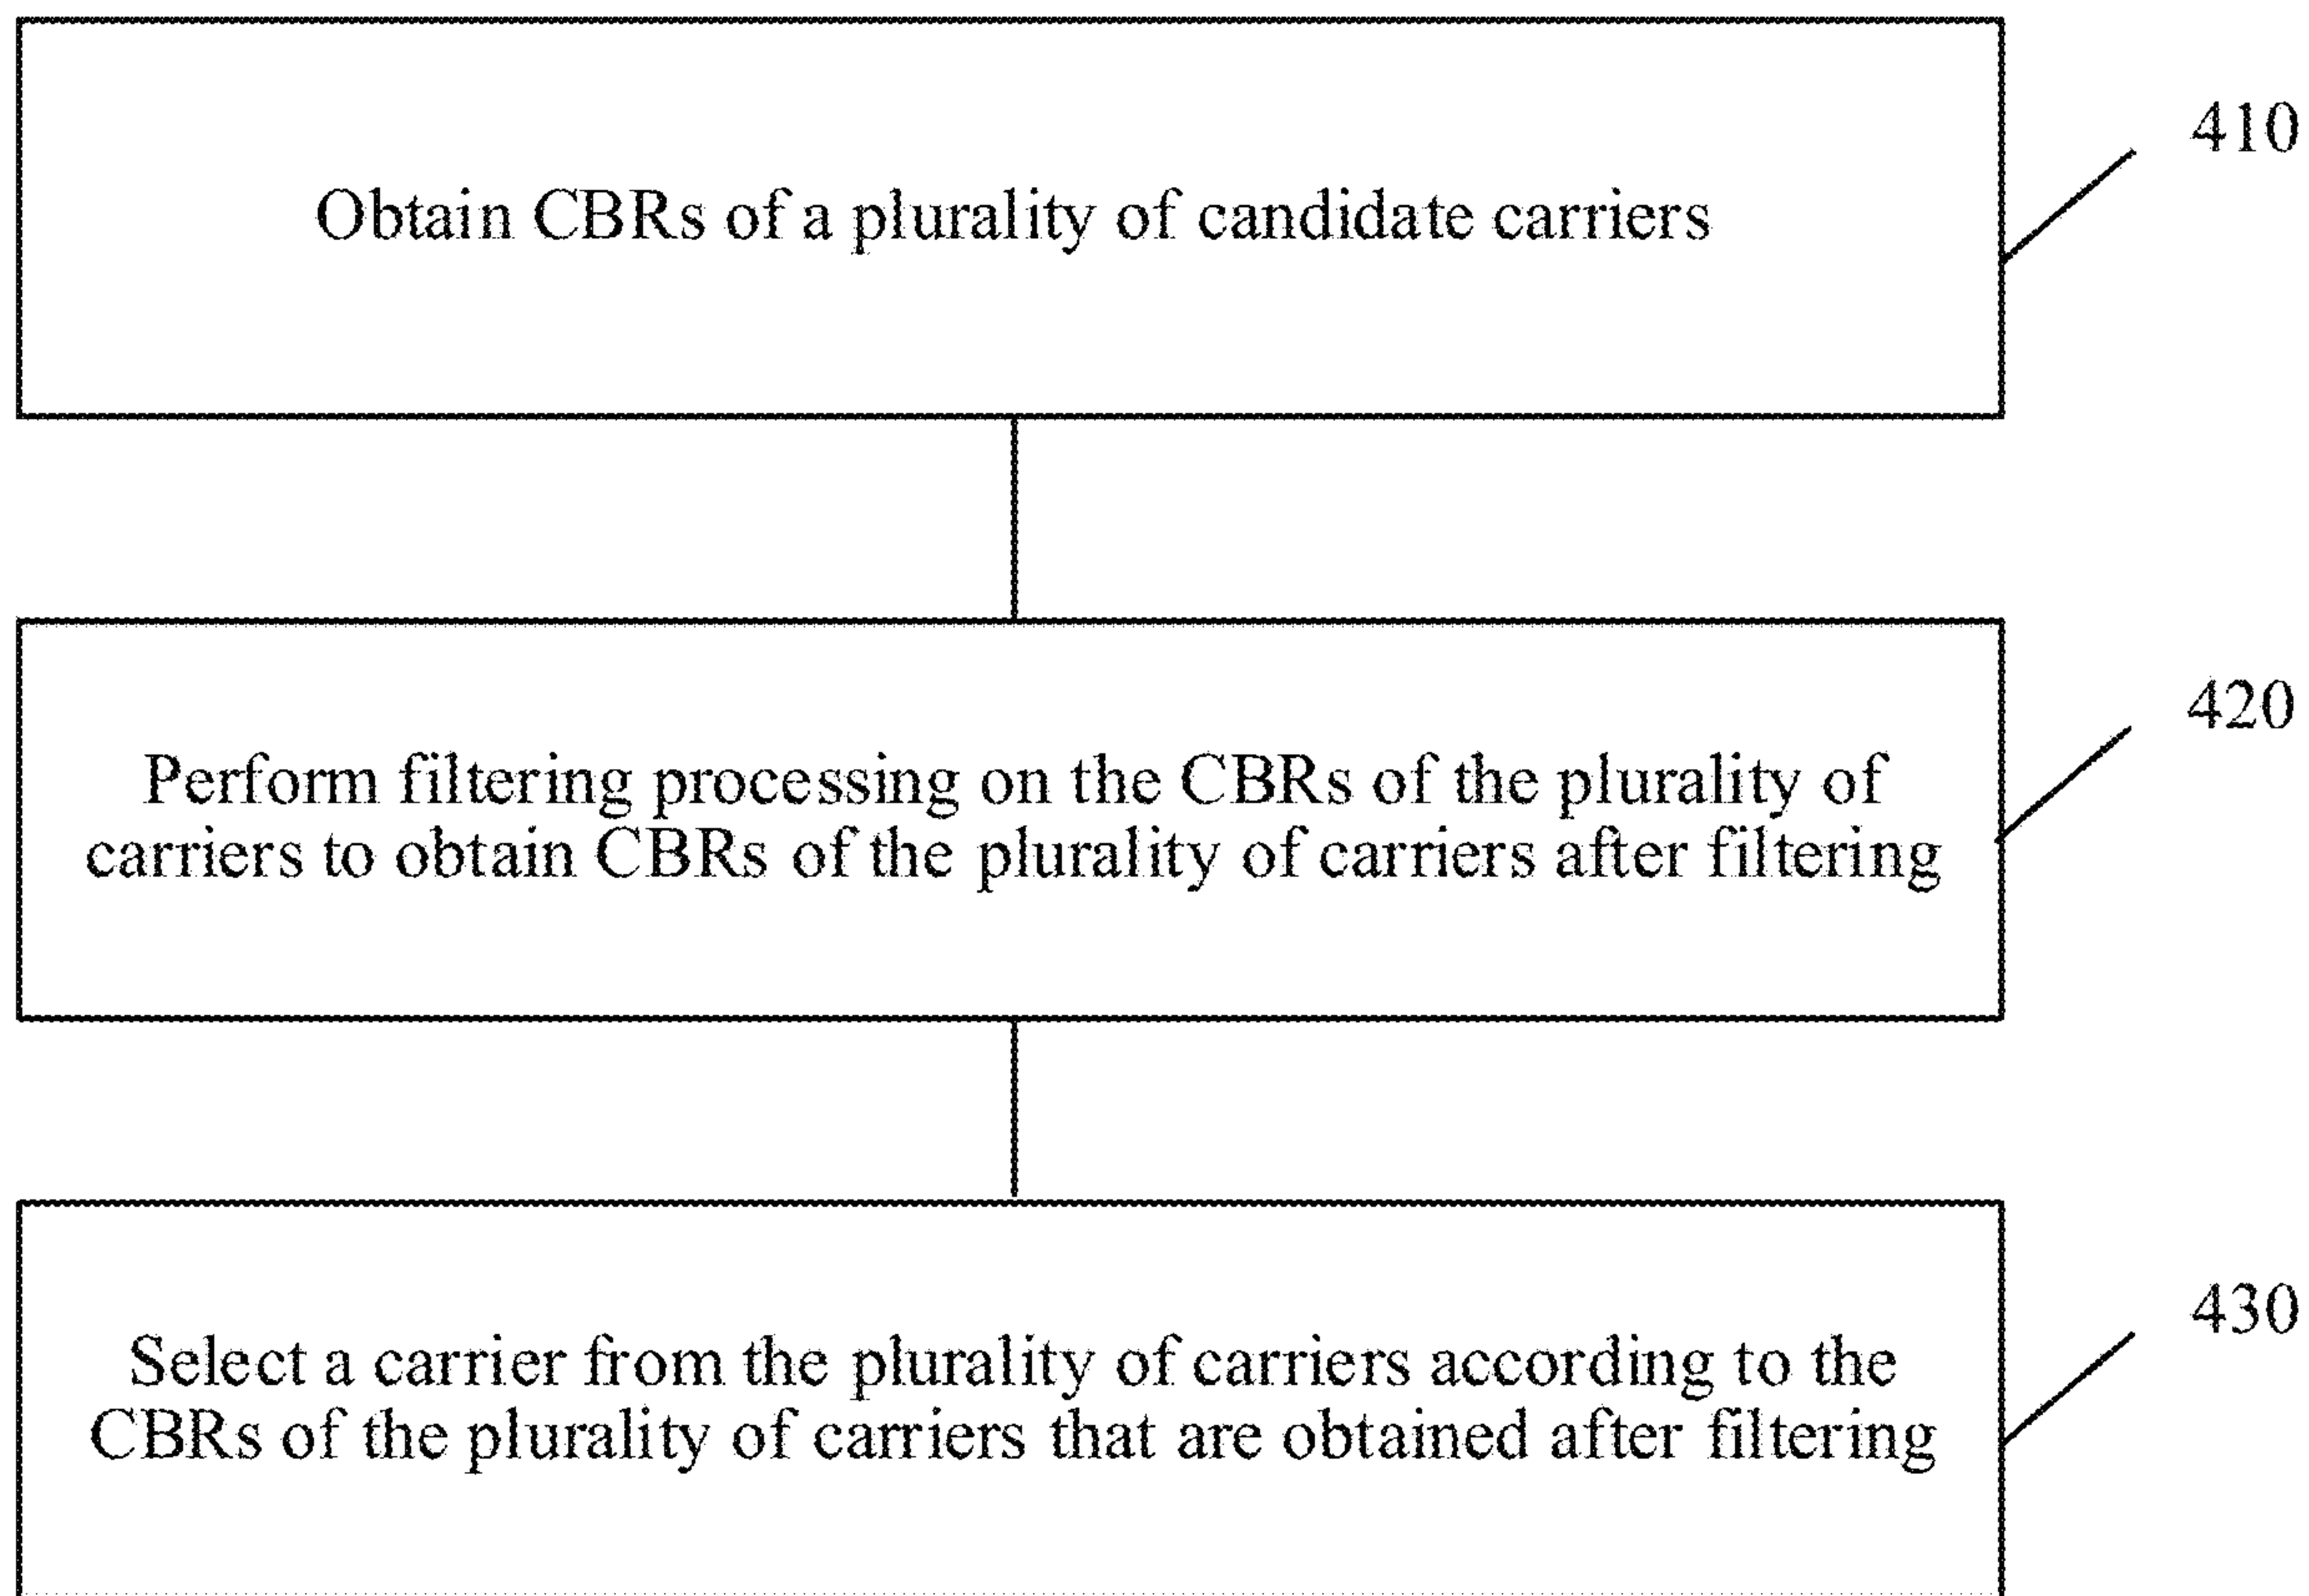 410
Obtain CBRs of a plurality of candidate carriers
420
Perform filtering processing on the CBRs of the plurality of
carriers to obtain CBRs of the plurality of carriers after filtering
430
Select a carrier from the plurality of carriers according to the
CBRs of the plurality of carriers that are obtained after filtering